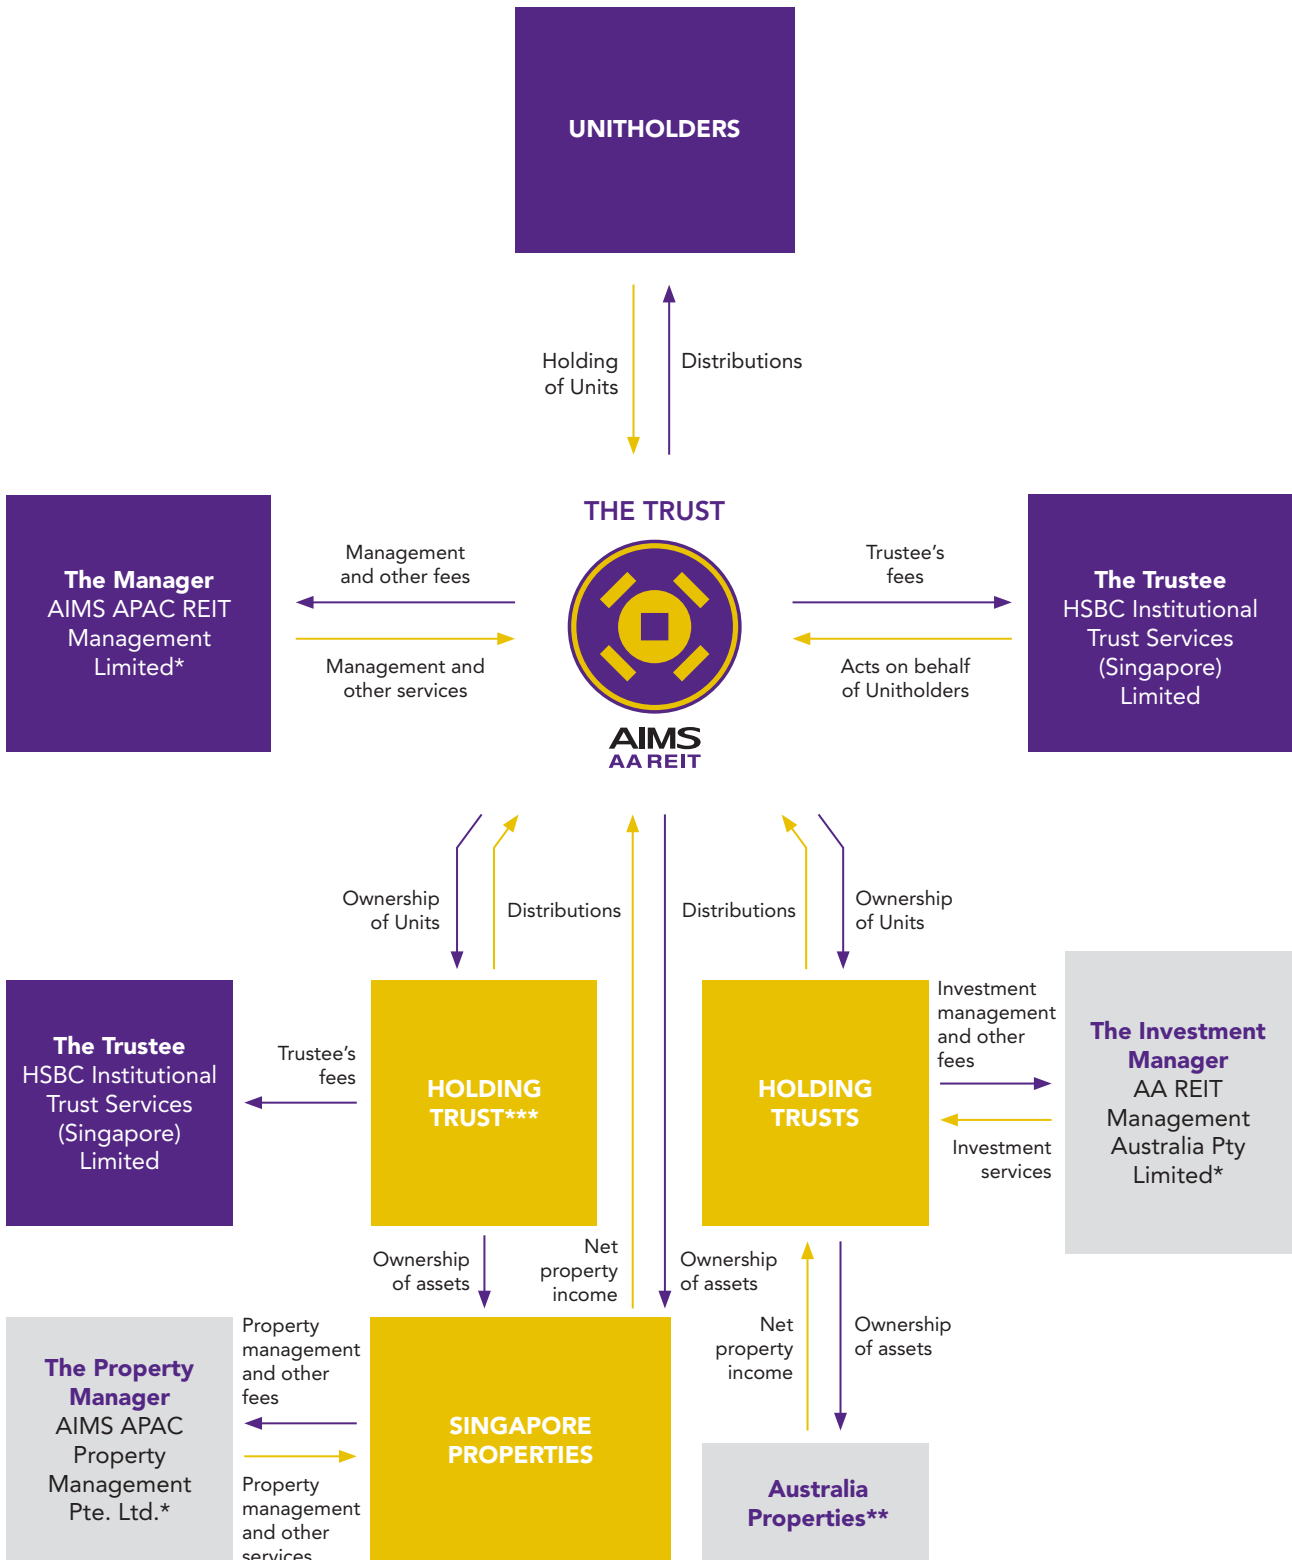 UNITHOLDERS
Holding
of Units
Distributions
THE TRUST
The Manager
AIMS APAC REIT
Management
Limited*
Management
and other fees
Management and
other services
AIMS
AA REIT
Trustee's
fees
Acts on behalf
of Unitholders
The Trustee
HSBC Institutional
Trust Services
(Singapore)
Limited
Ownership
of Units
Distributions
Distributions
Ownership
of Units
The Trustee
HSBC Institutional
Trust Services
(Singapore)
Limited
Trustee's
fees
HOLDING
TRUST***
HOLDING
TRUSTS
Investment
management
and other
fees
Investment
services
The Investment
Manager
AA REIT
Management
Australia Pty
Limited*
Ownership
of assets
Net
property
income
Ownership
of assets
Net
property
income
Ownership
of assets
The Property
Manager
AIMS APAC
Property
Management
Pte. Ltd.*
Property
management
and other
fees
Property
management
and other
services
SINGAPORE
PROPERTIES
Australia
Properties**